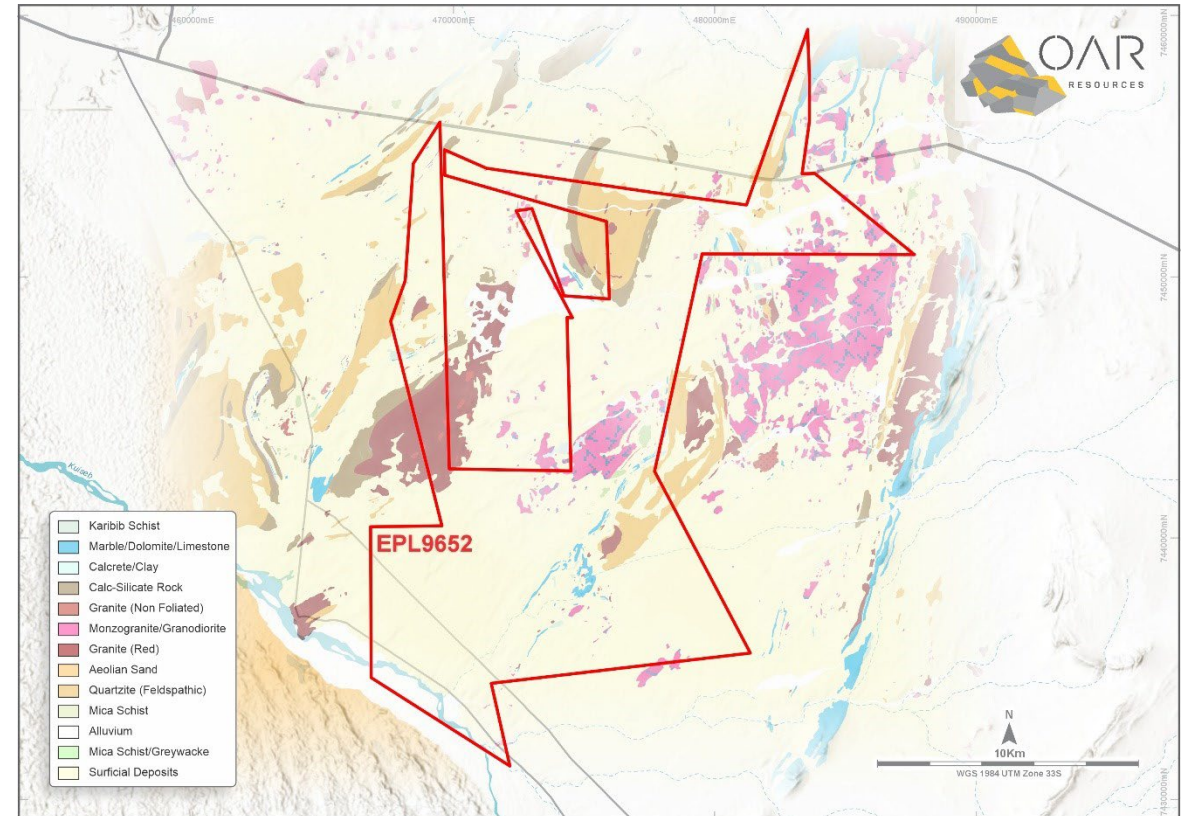 460000mE
470000mE
480000mE
490000mE
7460000mN
OAR
RESOURCES
7450000mN
Kuiseb
7440000mN
EPL9652
Karibib Schist
Marble/Dolomite/Limestone
Calcrete/Clay
Calc-Silicate Rock
Granite (Non Foliated)
Monzogranite/Granodiorite
Granite (Red)
Aeolian Sand
Quartzite (Feldspathic)
Mica Schist
Alluvium
Mica Schist/Greywacke
Surficial Deposits
N
10Km
WGS 1984 UTM Zone 33S
7430000mN